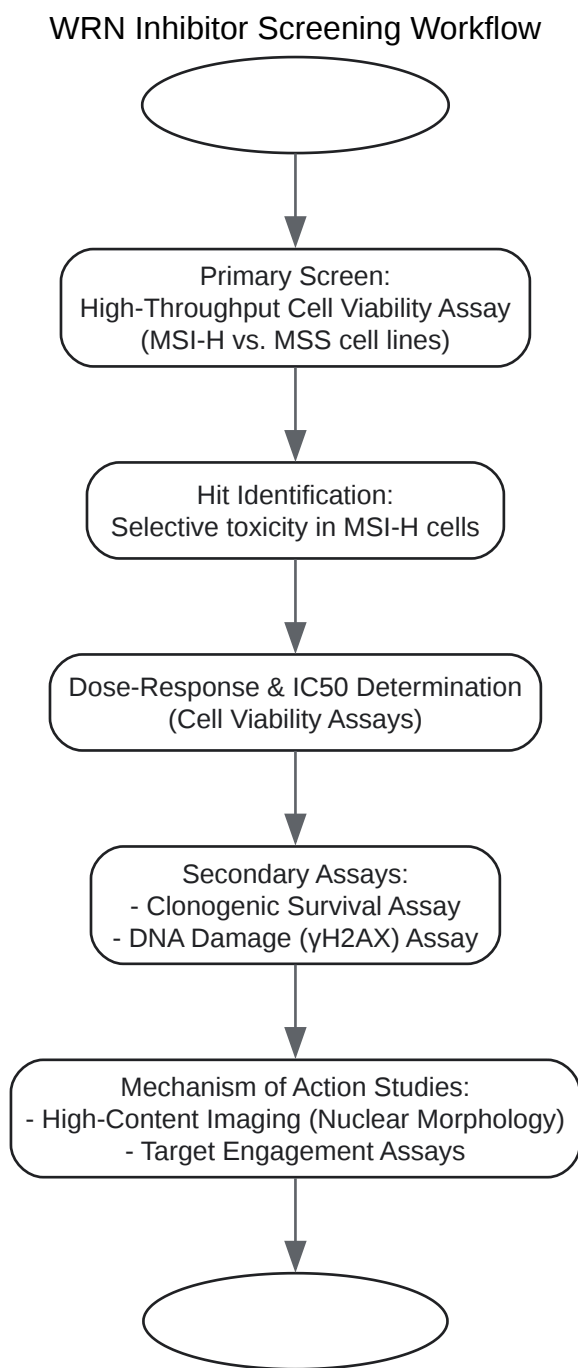 WRN Inhibitor Screening Workflow
Primary Screen:
High-Throughput Cell Viability Assay
(MSI-H vs. MSS cell lines)
Hit Identification:
Selective toxicity in MSI-H cells
Dose-Response & IC50 Determination
(Cell Viability Assays)
Secondary Assays:
- Clonogenic Survival Assay
- DNA Damage (γH2AX) Assay
Mechanism of Action Studies:
- High-Content Imaging (Nuclear Morphology)
- Target Engagement Assays